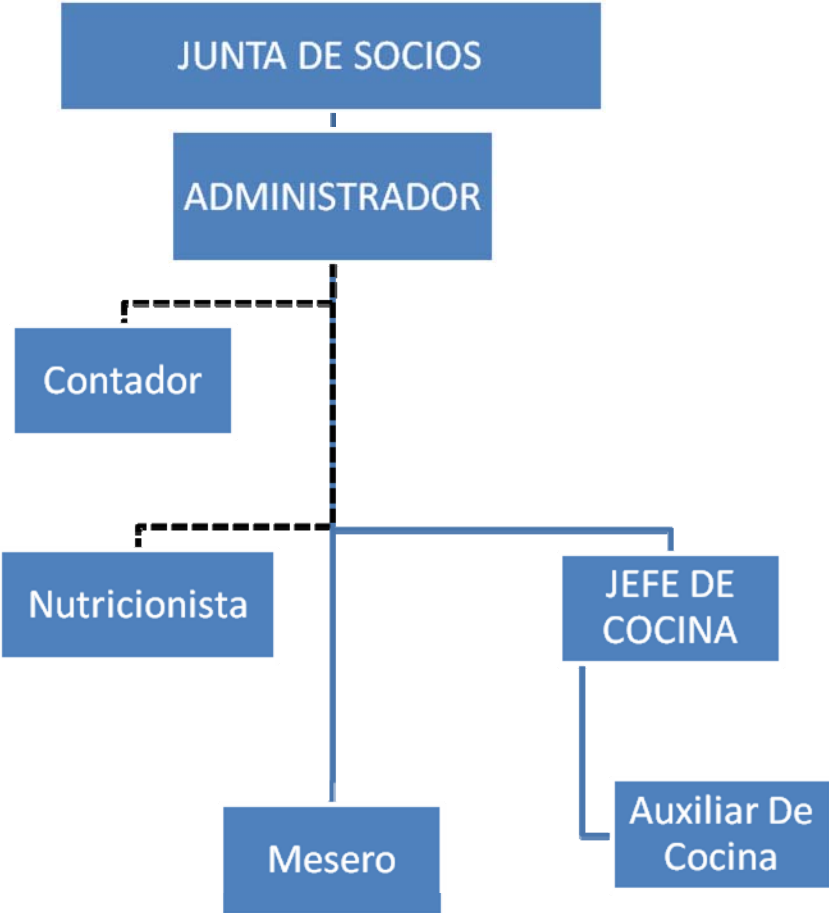 JUNTA DE SOCIOS
ADMINISTRADOR
Contador
Nutricionista
JEFE DE
COCINA
Mesero
Auxiliar De
Cocina